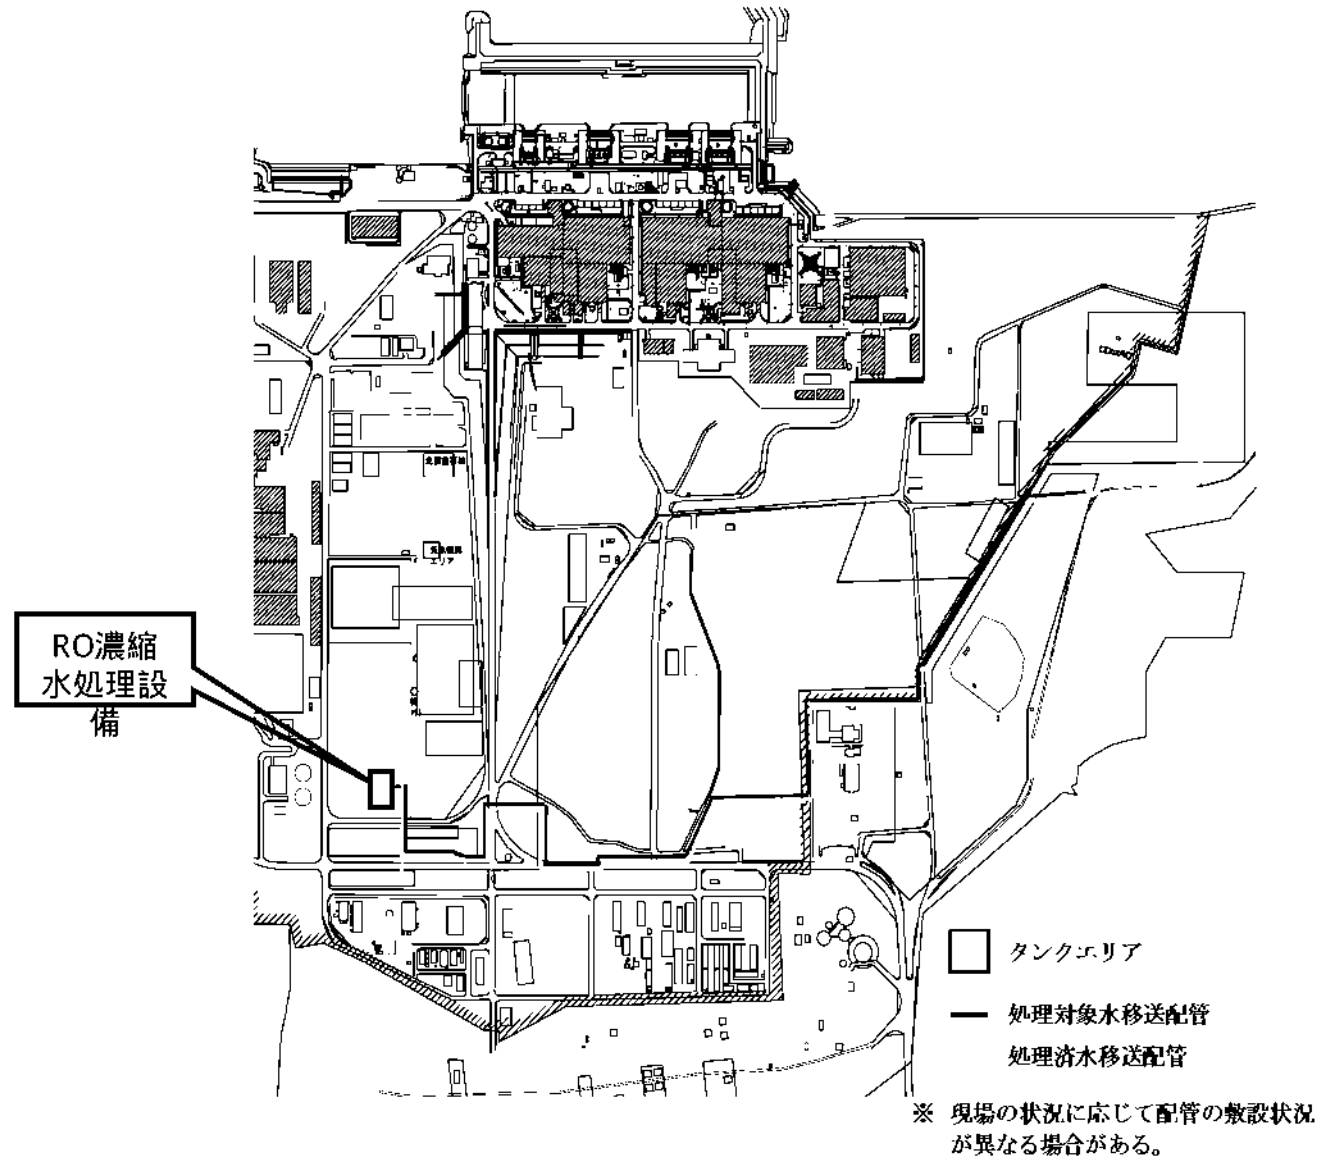 RO濃縮
水処理設
備
エリア
タンクエリア
処理対象水移送配管
処理済水移送配管
※ 現場の状況に応じて配管の敷設状況
が異なる場合がある。